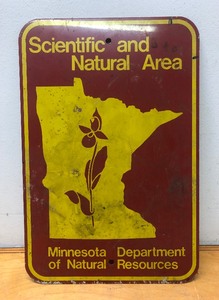 Scientific and
Natural Area
Minnesota Department
of Natural Resources